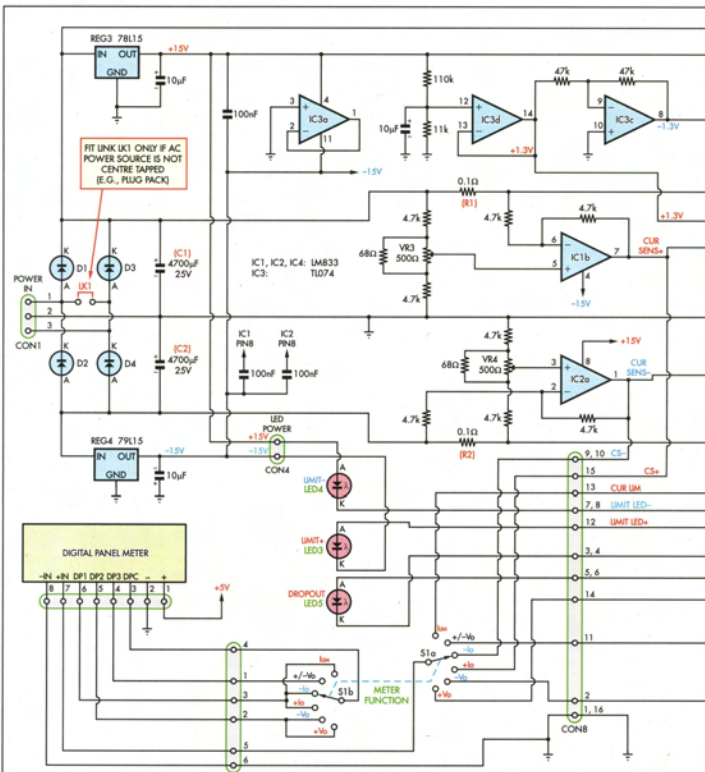 REG3 78L15
+15V
IN OUT
GND
10µF
100nF
3
2
4
1
11
IC3a
–15V
110k
10µF
11k
12
13
14
IC3d
+1.3V
47k
47k
9
10
8
IC3c
–1.3V
FIT LINK LK1 ONLY IF AC
POWER SOURCE IS NOT
CENTRE TAPPED
(E.G., PLUG PACK)
0.1Ω
(R1)
4.7k
4.7k
4.7k
+1.3V
K
D1
A
K
D3
A
(C1)
4700µF
25V
IC1, IC2, IC4: LM833
IC3: TL074
68Ω
VR3
500Ω
4.7k
6
5
7
IC1b
CUR
SENS+
–15V
POWER
IN
LK1
1
2
3
CON1
K
D2
A
K
D4
A
(C2)
4700µF
25V
IC1
PIN8
IC2
PIN8
100nF
100nF
4.7k
68Ω
VR4
500Ω
+15V
3
2
8
1
IC2a
CUR
SENS–
4.7k
4.7k
4.7k
0.1Ω
(R2)
REG4 79L15
–15V
IN OUT
GND
10µF
LED
POWER
+15V
–15V
CON4
A
LIMIT–
LED4
λ
K
A
LIMIT+
LED3
λ
K
A
DROPOUT
LED5
λ
K
9, 10 CS–
15 CS+
13 CUR LIM
7, 8 LIMIT LED–
12 LIMIT LED+
3, 4
5, 6
14
11
2
1, 16
CON8
DIGITAL PANEL METER
–IN +IN DP1 DP2 DP3 DPC – +
8 7 6 5 4 3 2 1
+5V
4
1
3
2
5
6
ILIM
+/–Vo
–Io
+Io
–Vo
+Vo
S1b
METER
FUNCTION
ILIM
+/–Vo
–Io
+Io
–Vo
+Vo
S1a